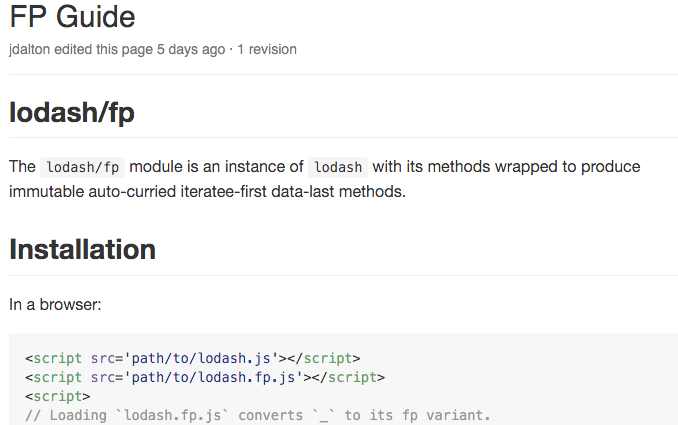 FP Guide
jdalton edited this page 5 days ago · 1 revision
lodash/fp
The lodash/fp module is an instance of lodash with its methods wrapped to produce
immutable auto-curried iteratee-first data-last methods.
Installation
In a browser:
<script src='path/to/lodash.js'></script>
<script src='path/to/lodash.fp.js'></script>
<script>
// Loading `lodash.fp.js` converts `_` to its fp variant.